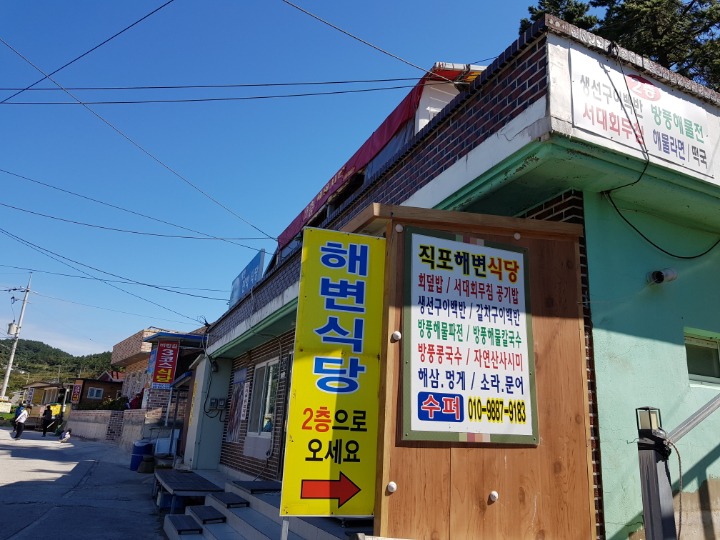 해변식당
2층으로
오세요
직포해변식당
회덮밥 / 서대회무침 공기밥
생선구이백반 / 갈치구이백반
방풍해물파전 / 방풍해물칼국수
방풍콩국수 / 자연산사시미
해삼.멍게 / 소라.문어
수퍼 010-9887-9183
2층
생선구이백반 방풍해물전
서대회무침 해물라면 / 떡국